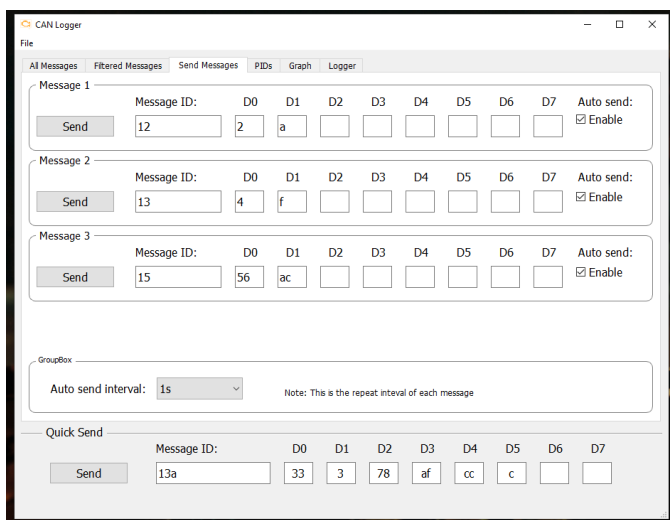 CAN Logger
File
All Messages Filtered Messages Send Messages PIDs Graph Logger
Message 1
Message ID: D0 D1 D2 D3 D4 D5 D6 D7 Auto send:
Send 12 2 a Enable
Message 2
Message ID: D0 D1 D2 D3 D4 D5 D6 D7 Auto send:
Send 13 4 f Enable
Message 3
Message ID: D0 D1 D2 D3 D4 D5 D6 D7 Auto send:
Send 15 56 ac Enable
GroupBox
Auto send interval: 1s Note: This is the repeat inteval of each message
Quick Send
Message ID: D0 D1 D2 D3 D4 D5 D6 D7
Send 13a 33 3 78 af cc c